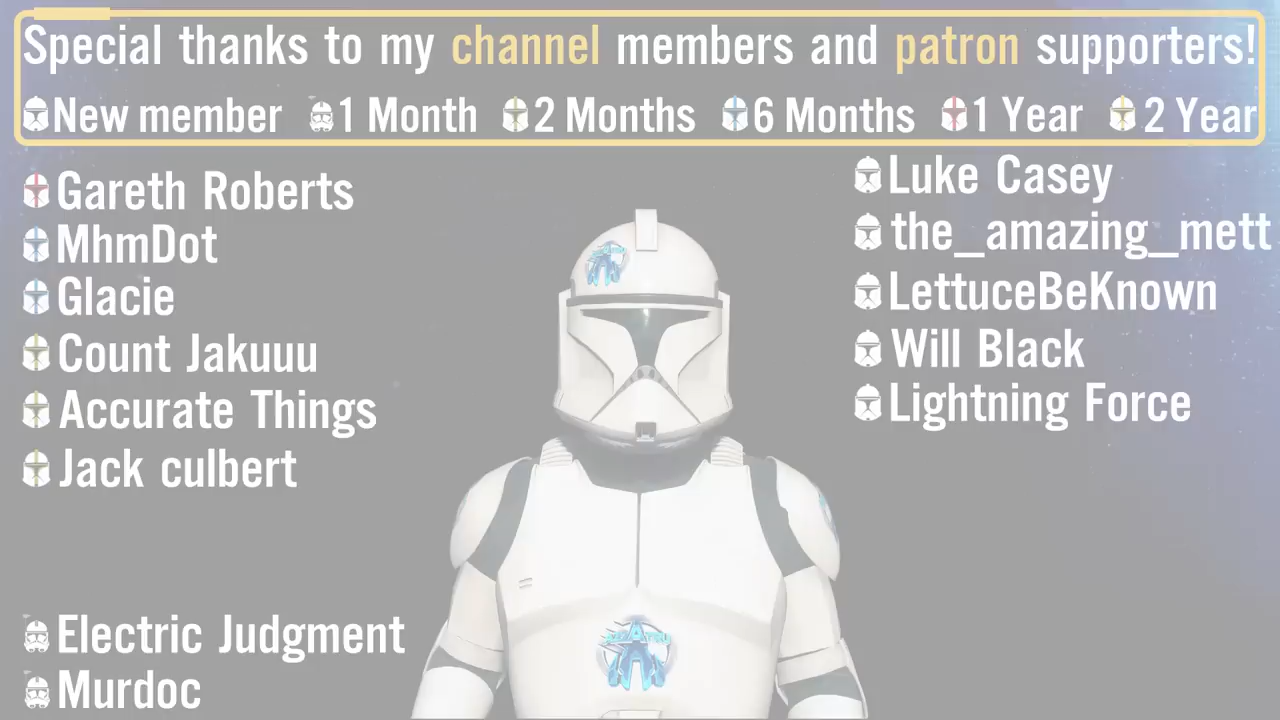 Special thanks to my channel members and patron supporters!
New member 1 Month 2 Months 6 Months 1 Year 2 Year
Gareth Roberts
MhmDot
Glacie
Count Jakuuu
Accurate Things
Jack culbert
Electric Judgment
Murdoc
Luke Casey
the_amazing_mett
LettuceBeKnown
Will Black
Lightning Force